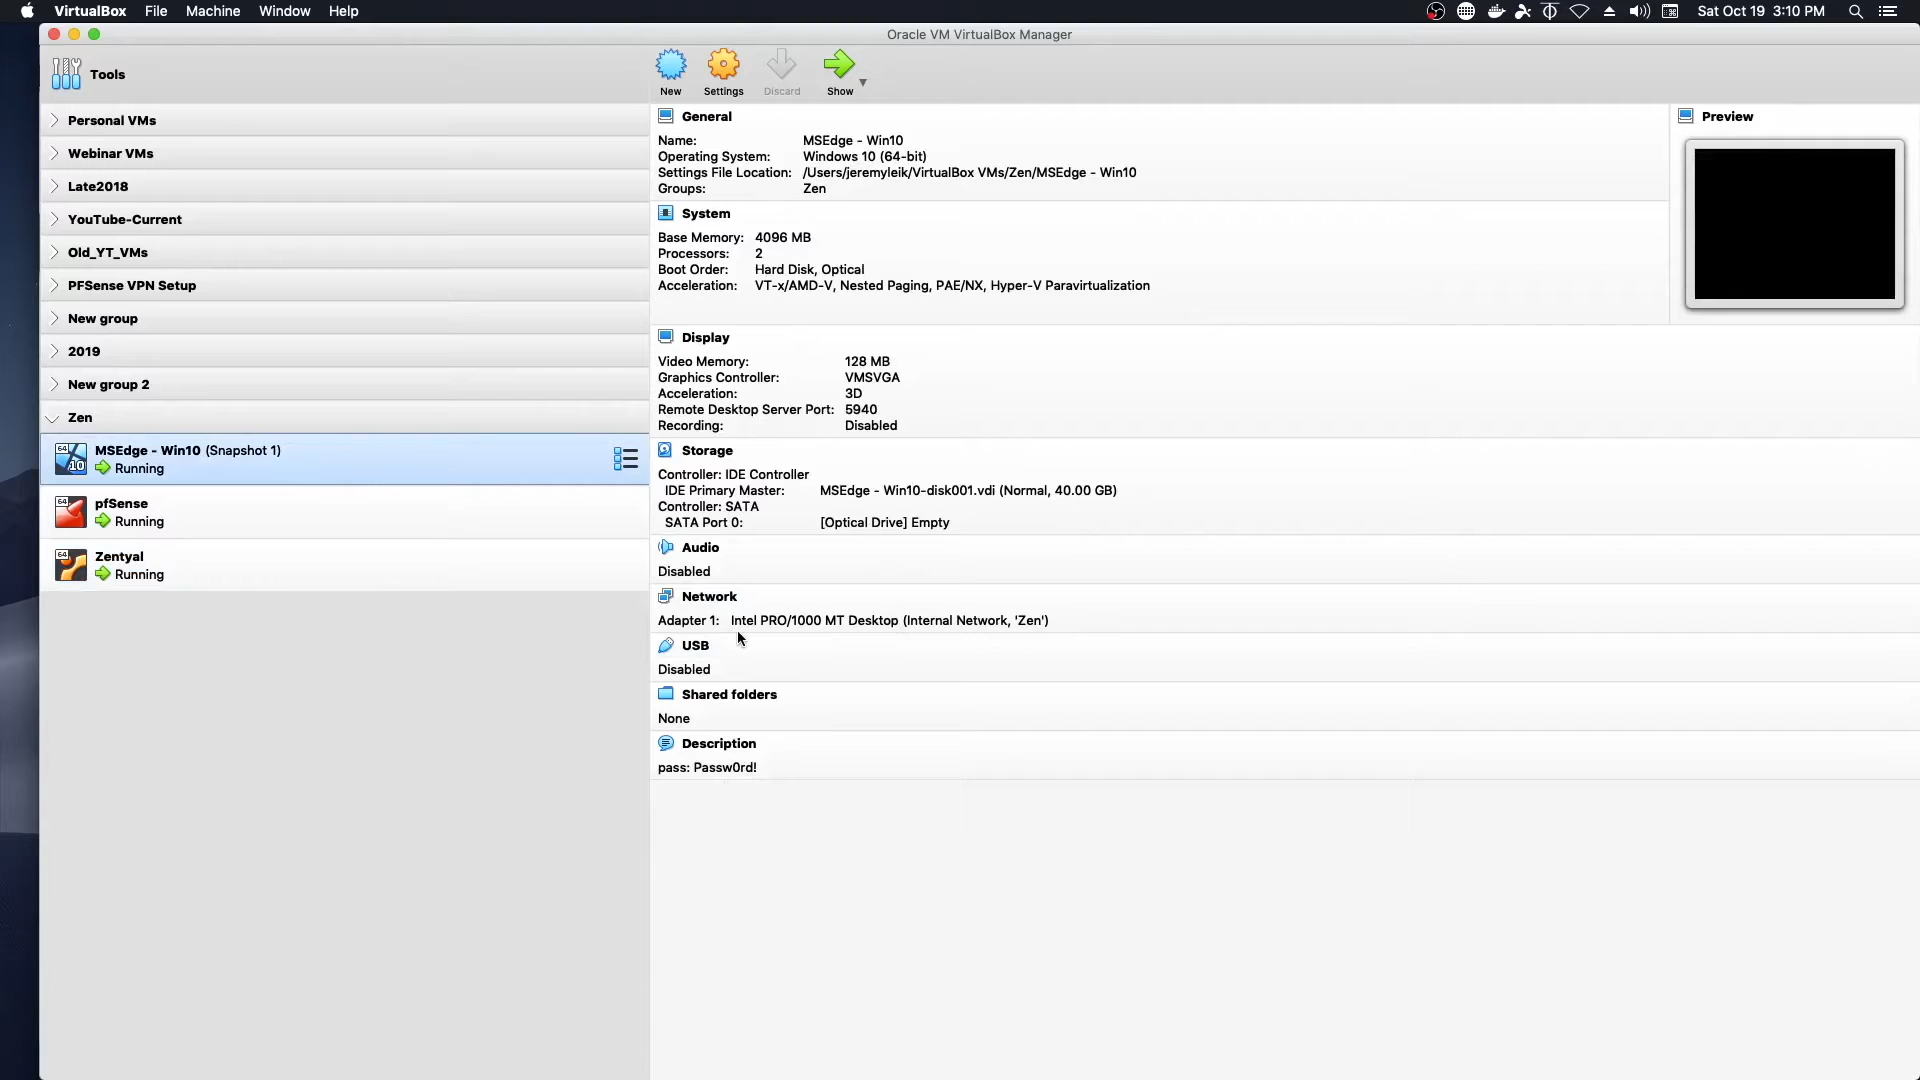 VirtualBox File Machine Window Help
Sat Oct 19 3:10 PM
Oracle VM VirtualBox Manager
Tools
New
Settings
Discard
Show
Personal VMs
Webinar VMs
Late2018
YouTube-Current
Old_YT_VMs
PFSense VPN Setup
New group
2019
New group 2
Zen
64
10
MSEdge - Win10 (Snapshot 1)
Running
64
pfSense
Running
64
Zentyal
Running
General
Name: MSEdge - Win10
Operating System: Windows 10 (64-bit)
Settings File Location: /Users/jeremyleik/VirtualBox VMs/Zen/MSEdge - Win10
Groups: Zen
System
Base Memory: 4096 MB
Processors: 2
Boot Order: Hard Disk, Optical
Acceleration: VT-x/AMD-V, Nested Paging, PAE/NX, Hyper-V Paravirtualization
Display
Video Memory: 128 MB
Graphics Controller: VMSVGA
Acceleration: 3D
Remote Desktop Server Port: 5940
Recording: Disabled
Storage
Controller: IDE Controller
IDE Primary Master: MSEdge - Win10-disk001.vdi (Normal, 40.00 GB)
Controller: SATA
SATA Port 0: [Optical Drive] Empty
Audio
Disabled
Network
Adapter 1: Intel PRO/1000 MT Desktop (Internal Network, 'Zen')
USB
Disabled
Shared folders
None
Description
pass: Passw0rd!
Preview